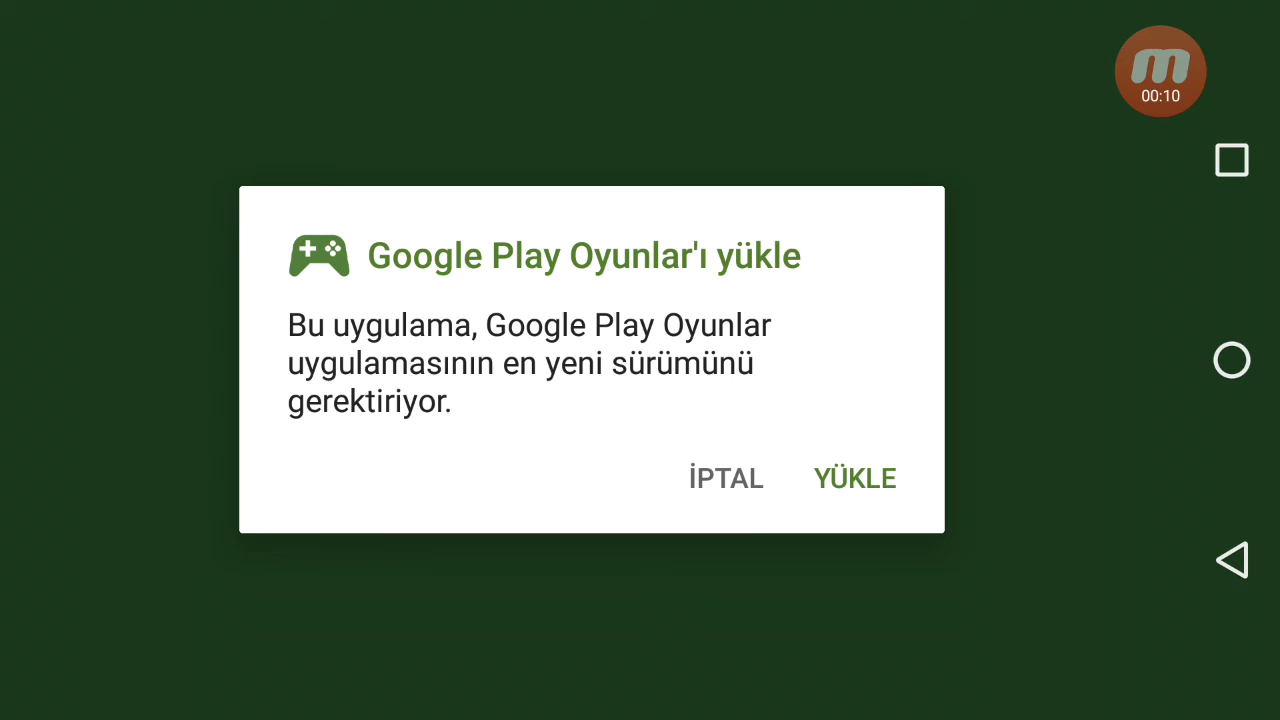 m
00:10
Google Play Oyunlar'ı yükle
Bu uygulama, Google Play Oyunlar
uygulamasının en yeni sürümünü
gerektiriyor.
İPTAL YÜKLE